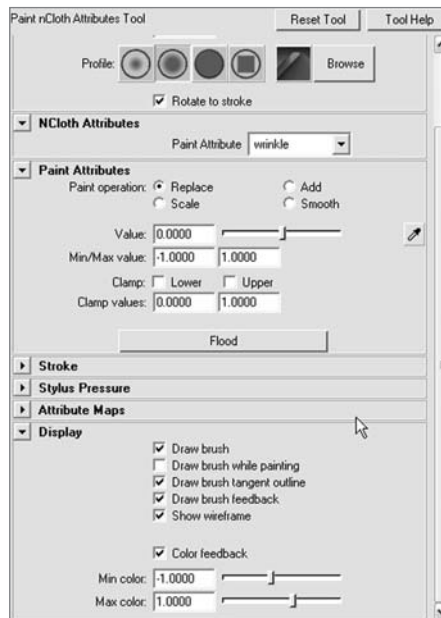 Paint nCloth Attributes Tool Reset Tool Tool Help
Profile: Browse
Rotate to stroke
NCloth Attributes
Paint Attribute wrinkle
Paint Attributes
Paint operation: Replace Add
Scale Smooth
Value: 0.0000
Min/Max value: -1.0000 1.0000
Clamp: Lower Upper
Clamp values: 0.0000 1.0000
Flood
Stroke
Stylus Pressure
Attribute Maps
Display
Draw brush
Draw brush while painting
Draw brush tangent outline
Draw brush feedback
Show wireframe
Color feedback
Min color: -1.0000
Max color: 1.0000